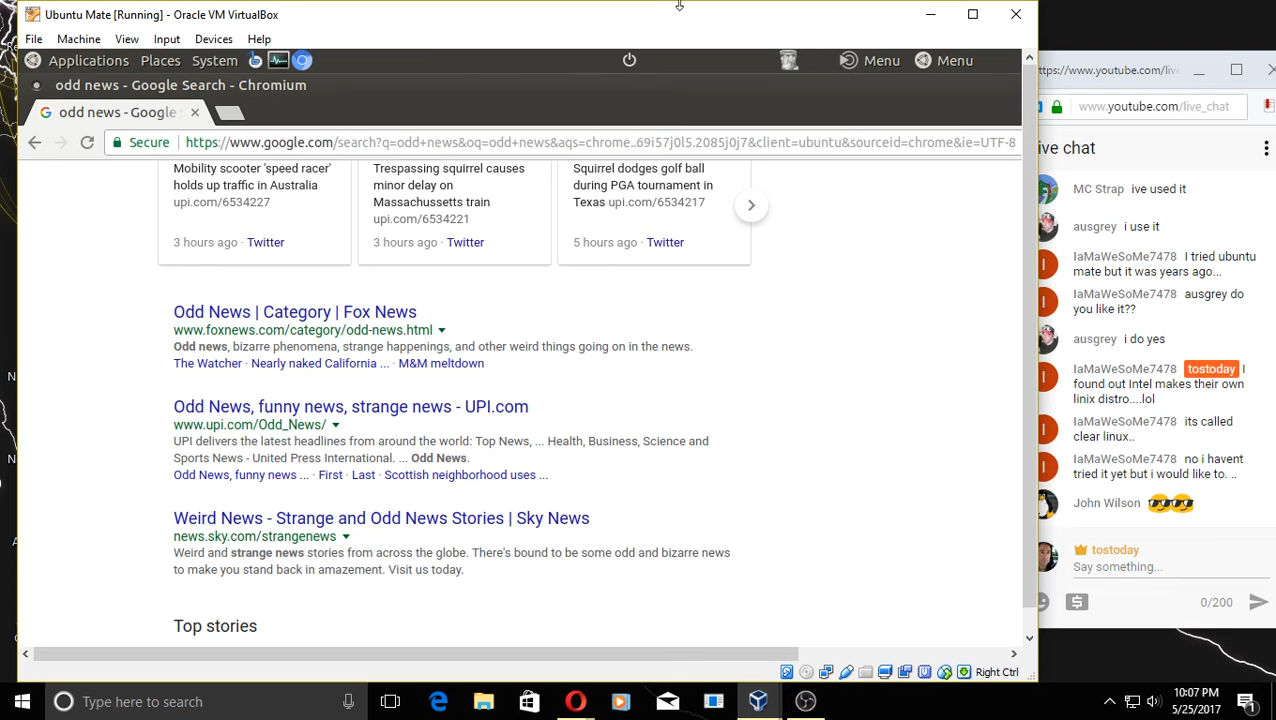 Ubuntu Mate [Running] - Oracle VM VirtualBox
File Machine View Input Devices Help
Applications Places System Menu Menu
odd news - Google Search - Chromium
odd news - Google
Secure https://www.google.com/search?q=odd+news&oq=odd+news&aqs=chrome..69i57j0l5.2085j0j7&client=ubuntu&sourceid=chrome&ie=UTF-8
Mobility scooter 'speed racer'
holds up traffic in Australia
upi.com/6534227
3 hours ago · Twitter
Trespassing squirrel causes
minor delay on
Massachussetts train
upi.com/6534221
3 hours ago · Twitter
Squirrel dodges golf ball
during PGA tournament in
Texas upi.com/6534217
5 hours ago · Twitter
Odd News | Category | Fox News
www.foxnews.com/category/odd-news.html
Odd news, bizarre phenomena, strange happenings, and other weird things going on in the news.
The Watcher · Nearly naked California ... · M&M meltdown
Odd News, funny news, strange news - UPI.com
www.upi.com/Odd_News/
UPI delivers the latest headlines from around the world: Top News, ... Health, Business, Science and
Sports News - United Press International. ... Odd News.
Odd News, funny news ... · First · Last · Scottish neighborhood uses ...
Weird News - Strange and Odd News Stories | Sky News
news.sky.com/strangenews
Weird and strange news stories from across the globe. There's bound to be some odd and bizarre news
to make you stand back in amazement. Visit us today.
Top stories
Right Ctrl
ttps://www.youtube.com/liv
www.youtube.com/live_chat
ive chat
MC Strap ive used it
ausgrey i use it
IaMaWeSoMe7478 I tried ubuntu
mate but it was years ago...
IaMaWeSoMe7478 ausgrey do
you like it??
ausgrey i do yes
IaMaWeSoMe7478 tostoday I
found out Intel makes their own
linix distro....lol
IaMaWeSoMe7478 its called
clear linux..
IaMaWeSoMe7478 no i havent
tried it yet but i would like to. ..
John Wilson 😎😎
tostoday
Say something...
0/200
Type here to search
10:07 PM
5/25/2017
1